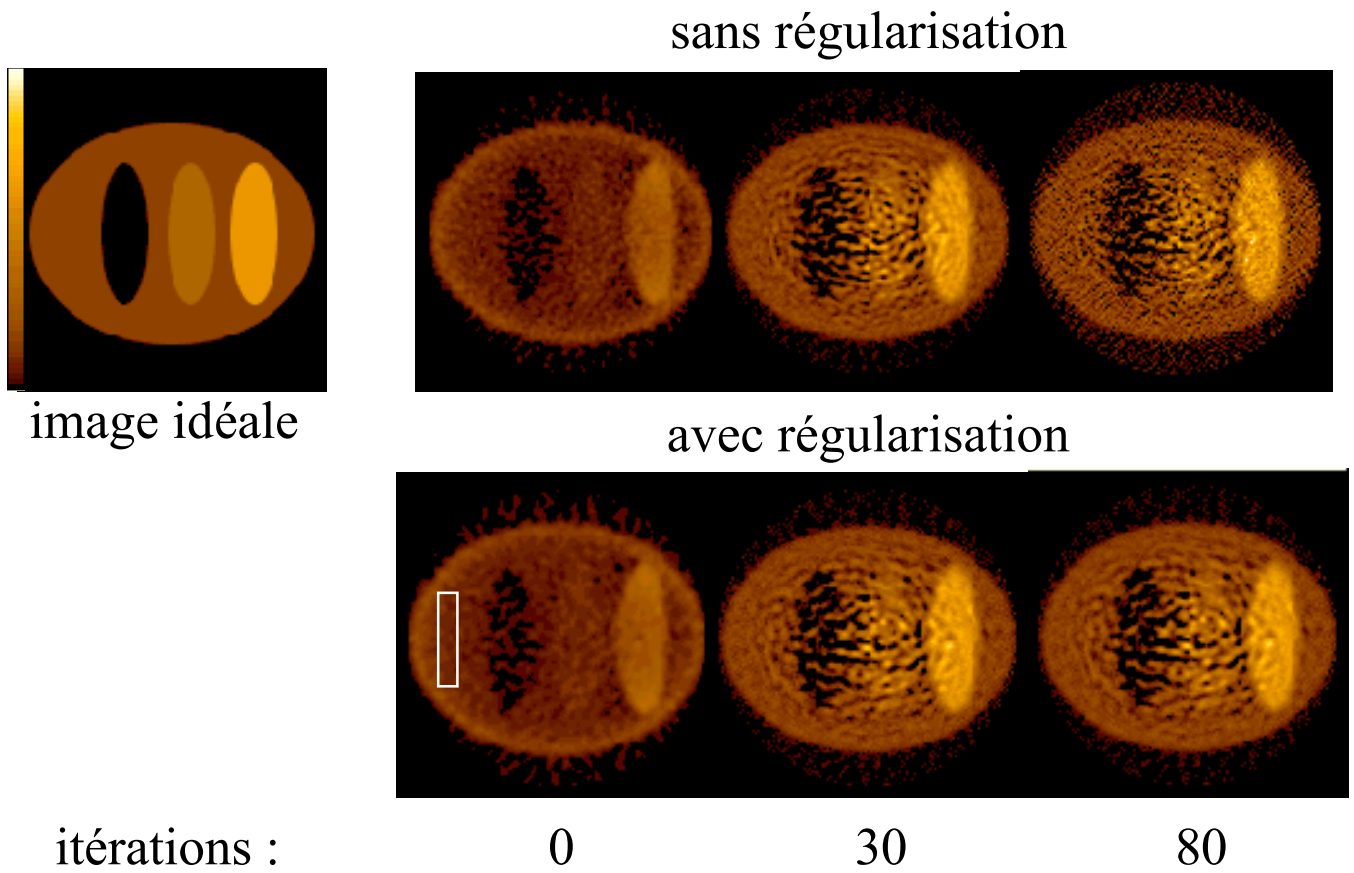 sans régularisation
image idéale
avec régularisation
itérations : 0 30 80